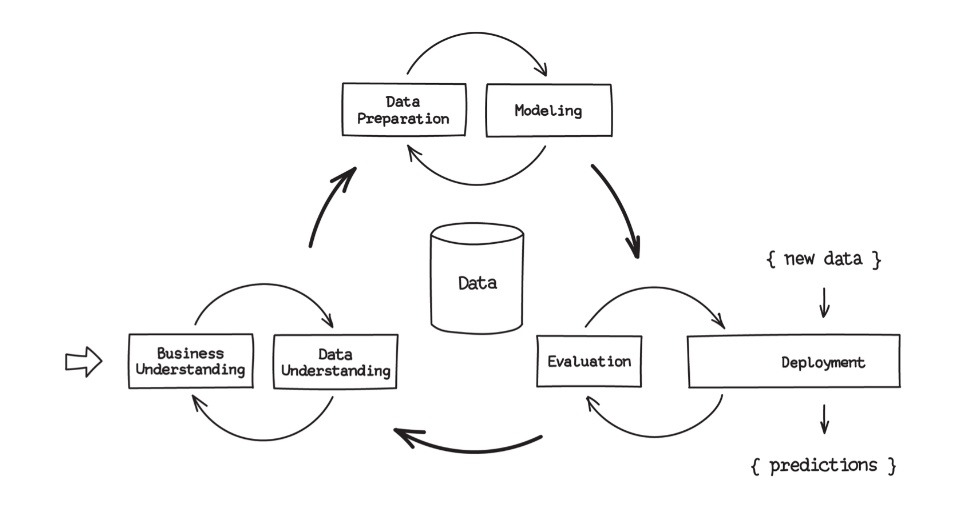 Data
Preparation
Modeling
Data
{ new data }
Business
Understanding
Data
Understanding
Evaluation
Deployment
{ predictions }